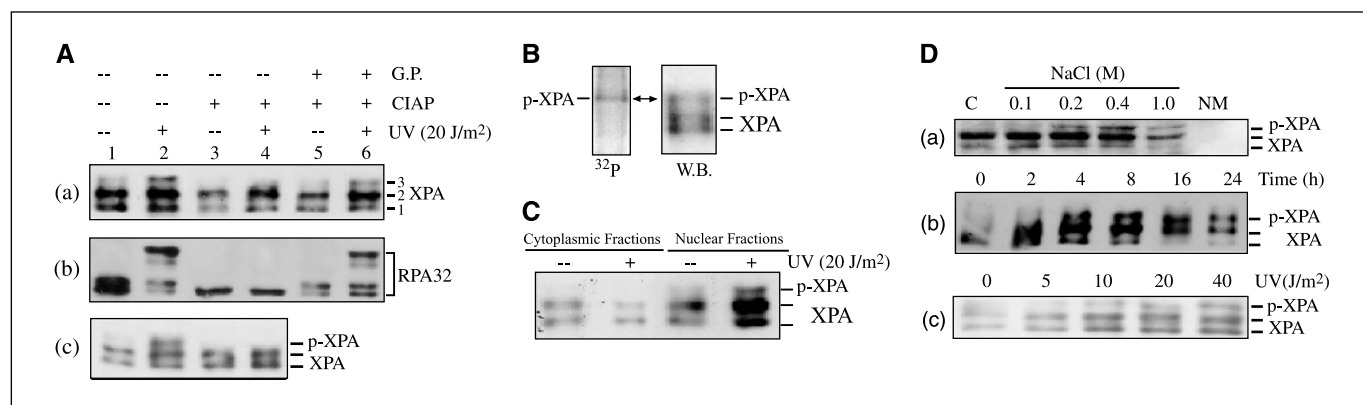 A
-- -- -- -- + + G.P.
-- -- + + + + CIAP
-- + -- + -- + UV (20 J/m²)
1 2 3 4 5 6
(a)
3
2 XPA
1
(b)
RPA32
(c)
p-XPA
XPA
B
p-XPA
p-XPA
XPA
³²P
W.B.
C
Cytoplasmic Fractions Nuclear Fractions
-- + -- + UV (20 J/m²)
p-XPA
XPA
D
NaCl (M)
C 0.1 0.2 0.4 1.0 NM
(a)
p-XPA
XPA
0 2 4 8 16 24 Time (h)
(b)
p-XPA
XPA
0 5 10 20 40 UV(J/m²)
(c)
p-XPA
XPA